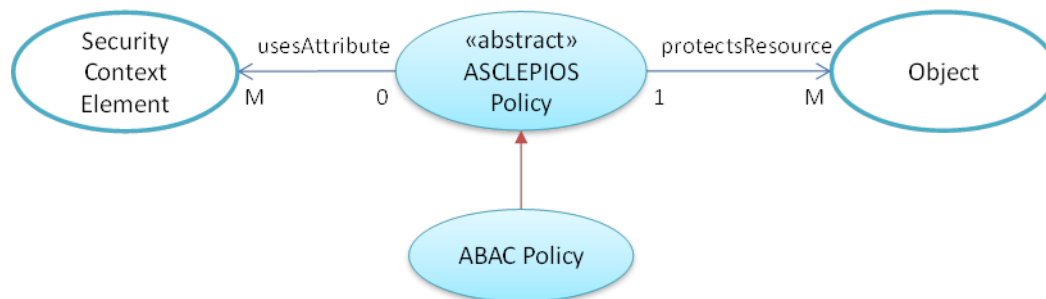 Security
Context
Element
usesAttribute
M
0
«abstract»
ASCLEPIOS
Policy
protectsResource
1
M
Object
ABAC Policy